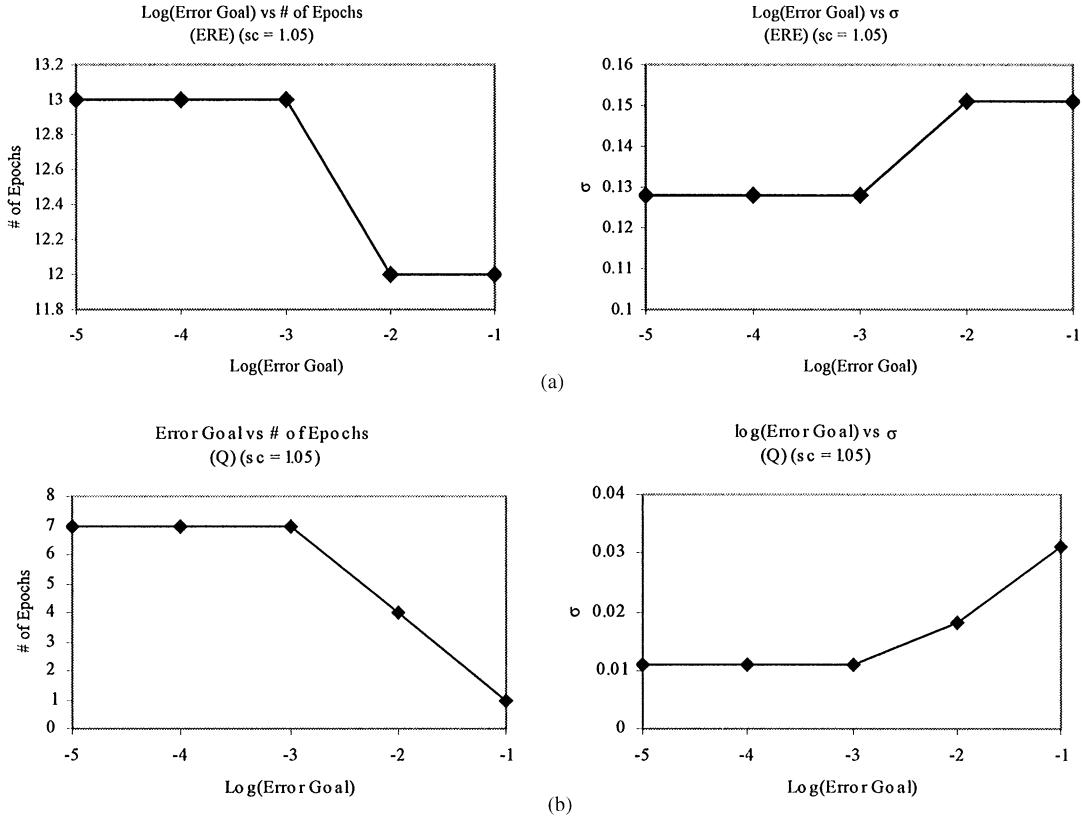 Log(Error Goal) vs # of Epochs
(ERE) (sc = 1.05)
13.2
13
12.8
12.6
12.4
12.2
12
11.8
# of Epochs
-5 -4 -3 -2 -1
Log(Error Goal)
Log(Error Goal) vs σ
(ERE) (sc = 1.05)
0.16
0.15
0.14
0.13
0.12
0.11
0.1
σ
-5 -4 -3 -2 -1
Log(Error Goal)
(a)
Error Goal vs # of Epochs
(Q) (sc = 1.05)
8
7
6
5
4
3
2
1
0
# of Epochs
-5 -4 -3 -2 -1
Log(Error Goal)
log(Error Goal) vs σ
(Q) (sc = 1.05)
0.04
0.03
0.02
0.01
0
σ
-5 -4 -3 -2 -1
Log(Error Goal)
(b)